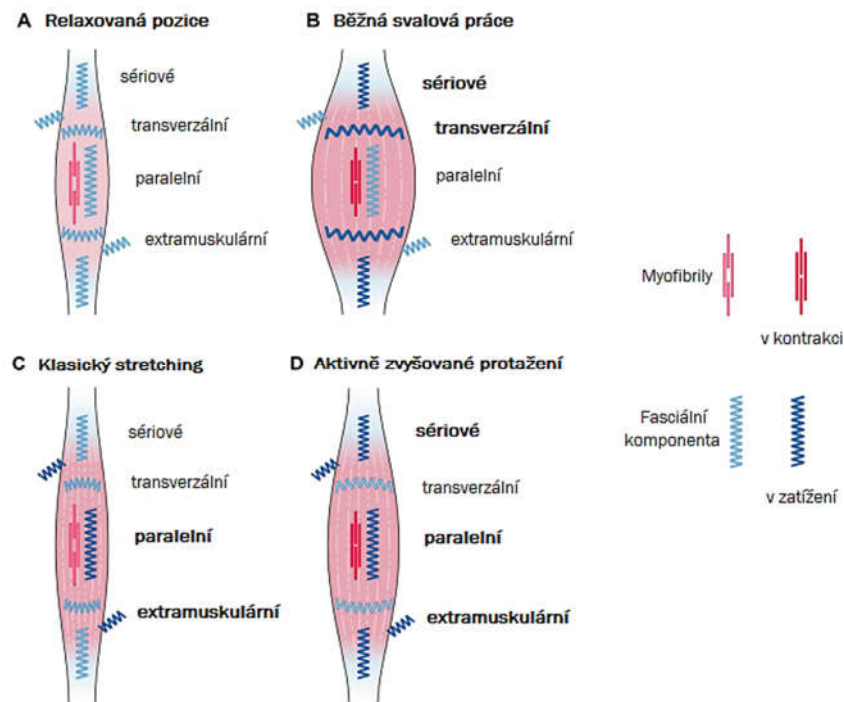 A Relaxovaná pozice
sériové
transverzální
paralelní
extramuskulární
B Běžná svalová práce
sériové
transverzální
paralelní
extramuskulární
Myofibrily
v kontrakci
C Klasický stretching
sériové
transverzální
paralelní
extramuskulární
D Aktivně zvyšované protažení
sériové
transverzální
paralelní
extramuskulární
Fasciální
komponenta
v zatížení